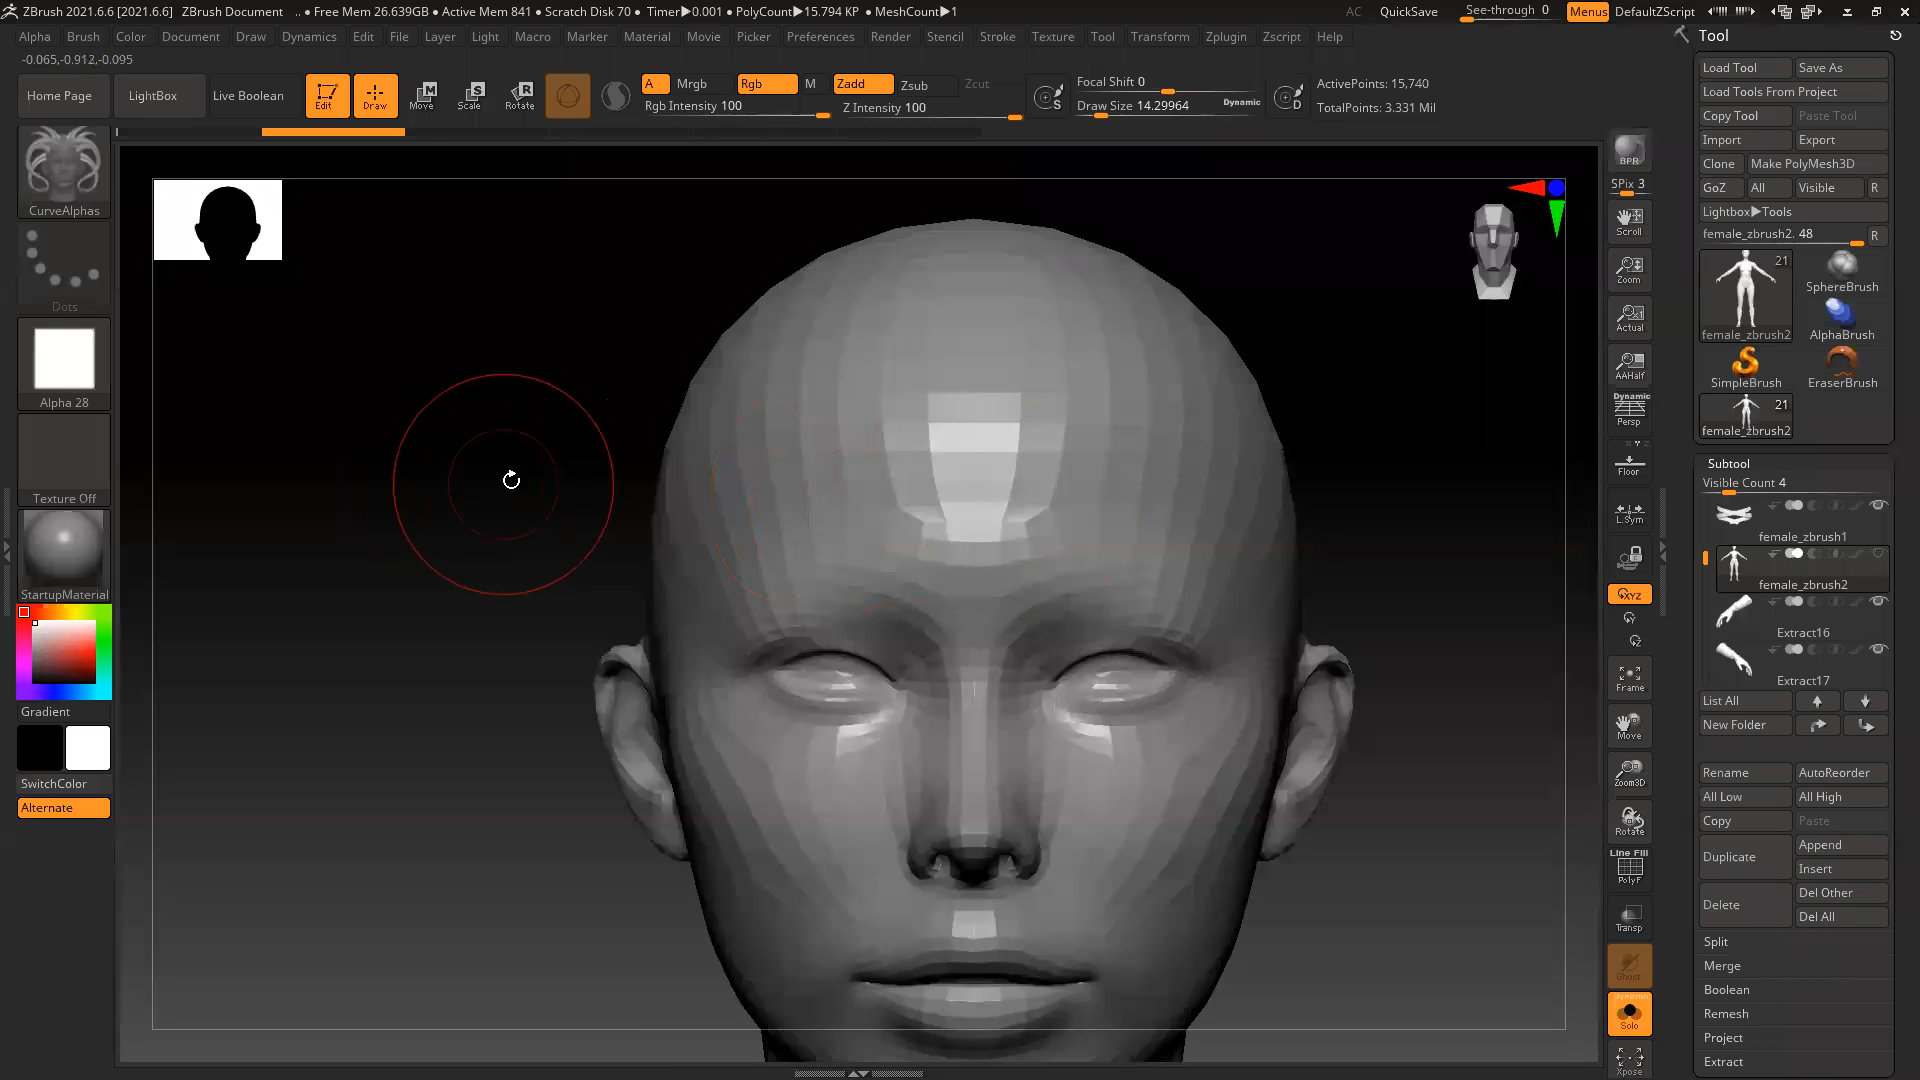 ZBrush 2021.6.6 [2021.6.6] ZBrush Document .. • Free Mem 26.639GB • Active Mem 841 • Scratch Disk 70 • Timer▶0.001 • PolyCount▶15.794 KP • MeshCount▶1 AC QuickSave See-through 0 Menus DefaultZScript
Alpha Brush Color Document Draw Dynamics Edit File Layer Light Macro Marker Material Movie Picker Preferences Render Stencil Stroke Texture Tool Transform Zplugin Zscript Help
-0.065,-0.912,-0.095
Home Page LightBox Live Boolean Edit Draw Move Scale Rotate
A Mrgb Rgb M Zadd Zsub Zcut
Rgb Intensity 100 Z Intensity 100
Focal Shift 0
Draw Size 14.29964 Dynamic
ActivePoints: 15,740
TotalPoints: 3.331 Mil
CurveAlphas
Dots
Alpha 28
Texture Off
StartupMaterial
Gradient
SwitchColor
Alternate
BPR
SPix 3
Scroll
Zoom
Actual
AAHalf
Dynamic
Persp
Floor
L.Sym
XYZ
Frame
Move
Zoom3D
Rotate
Line Fill
PolyF
Transp
Ghost
Dynamic
Solo
Xpose
Tool
Load Tool Save As
Load Tools From Project
Copy Tool Paste Tool
Import Export
Clone Make PolyMesh3D
GoZ All Visible R
Lightbox▶Tools
female_zbrush2. 48 R
21
female_zbrush2
SphereBrush
AlphaBrush
SimpleBrush
EraserBrush
21
female_zbrush2
Subtool
Visible Count 4
female_zbrush1
female_zbrush2
Extract16
Extract17
List All
New Folder
Rename AutoReorder
All Low All High
Copy Paste
Duplicate Append
Insert
Delete Del Other
Del All
Split
Merge
Boolean
Remesh
Project
Extract